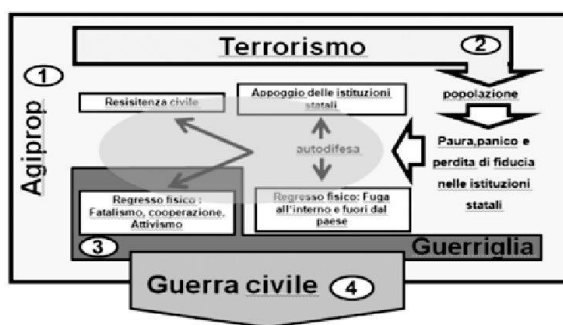 Terrorismo
2
1
Agiprop
popolazione
Resisitenza civile
Appoggio delle istituzioni
statali
autodifesa
Paura,panico e
perdita di fiducia
nelle istituzioni
statali
Regresso fisico :
Fatalismo, cooperazione,
Attivismo
Regresso fisico: Fuga
all'interno e fuori dal
paese
3
Guerriglia
Guerra civile
4